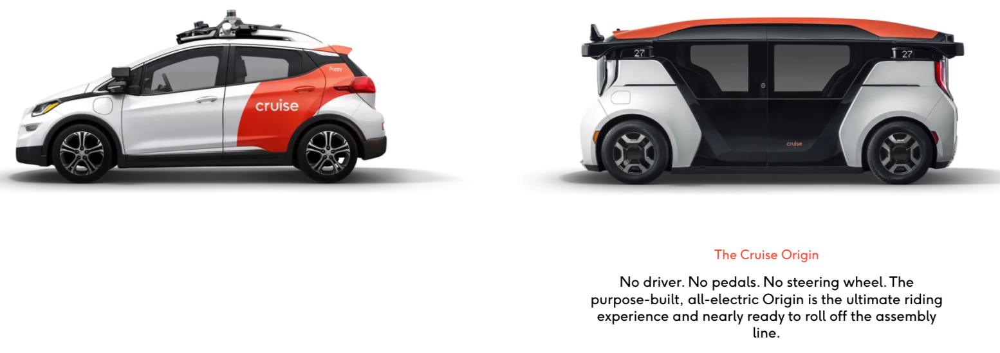 Poppy
cruise
27
27
cruise
The Cruise Origin
No driver. No pedals. No steering wheel. The
purpose-built, all-electric Origin is the ultimate riding
experience and nearly ready to roll off the assembly
line.